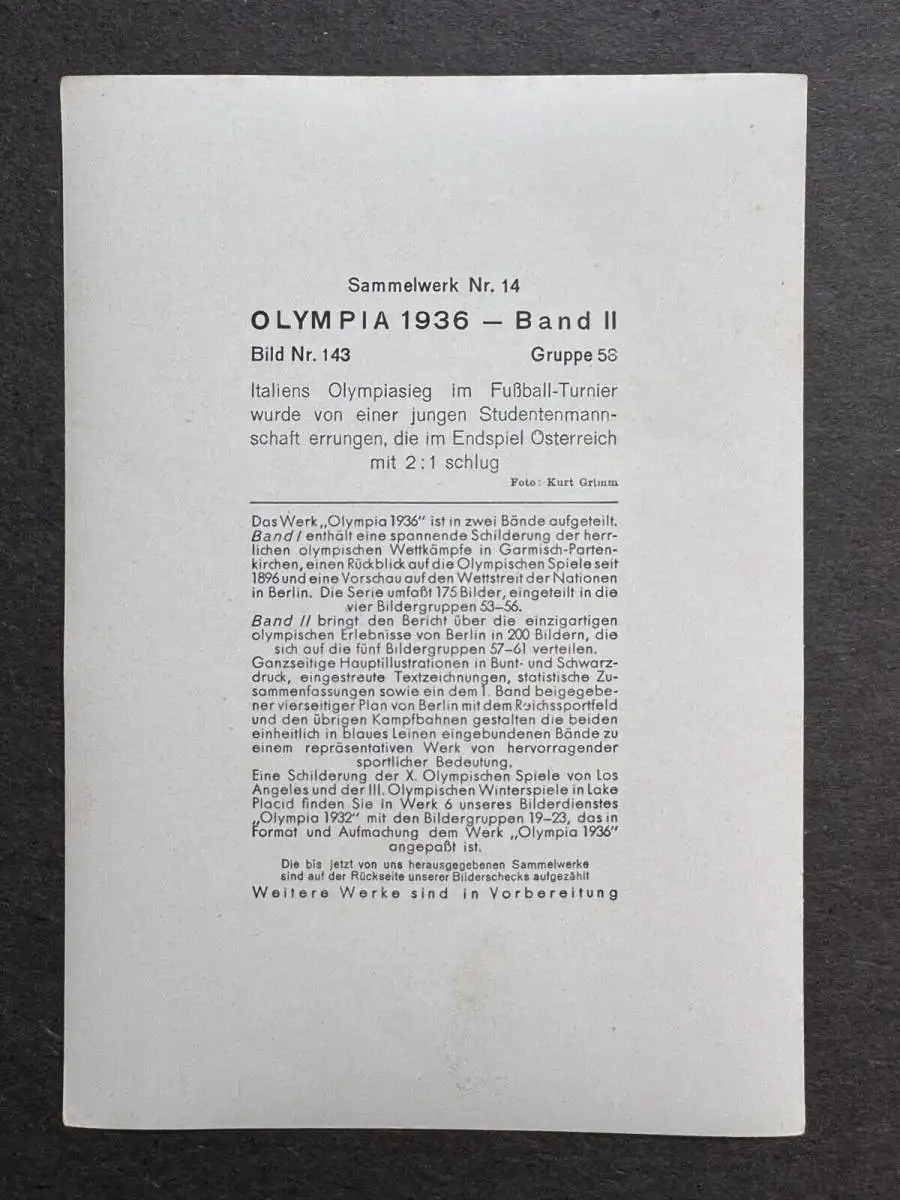 Sammelwerk Nr. 14
OLYMPIA 1936 — Band II
Bild Nr. 143 Gruppe 58
Italiens Olympiasieg im Fußball-Turnier
wurde von einer jungen Studentenmann-
schaft errungen, die im Endspiel Österreich
mit 2:1 schlug
Foto: Kurt Grimm
Das Werk „Olympia 1936“ ist in zwei Bände aufgeteilt.
Band I enthält eine spannende Schilderung der herr-
lichen olympischen Wettkämpfe in Garmisch-Parten-
kirchen, einen Rückblick auf die Olympischen Spiele seit
1896 und eine Vorschau auf den Wettstreit der Nationen
in Berlin. Die Serie umfaßt 175 Bilder, eingeteilt in die
vier Bildergruppen 53–56.
Band II bringt den Bericht über die einzigartigen
olympischen Erlebnisse von Berlin in 200 Bildern, die
sich auf die fünf Bildergruppen 57–61 verteilen.
Ganzseitige Hauptillustrationen in Bunt- und Schwarz-
druck, eingestreute Textzeichnungen, statistische Zu-
sammenfassungen sowie ein dem 1. Band beigegebe-
ner vierseitiger Plan von Berlin mit dem Reichssportfeld
und den übrigen Kampfbahnen gestalten die beiden
einheitlich in blaues Leinen eingebundenen Bände zu
einem repräsentativen Werk von hervorragender
sportlicher Bedeutung.
Eine Schilderung der X. Olympischen Spiele von Los
Angeles und der III. Olympischen Winterspiele in Lake
Placid finden Sie in Werk 6 unseres Bilderdienstes
„Olympia 1932“ mit den Bildergruppen 19–23, das in
Format und Aufmachung dem Werk „Olympia 1936“
angepaßt ist.
Die bis jetzt von uns herausgegebenen Sammelwerke
sind auf der Rückseite unserer Bilderschecks aufgezählt
Weitere Werke sind in Vorbereitung